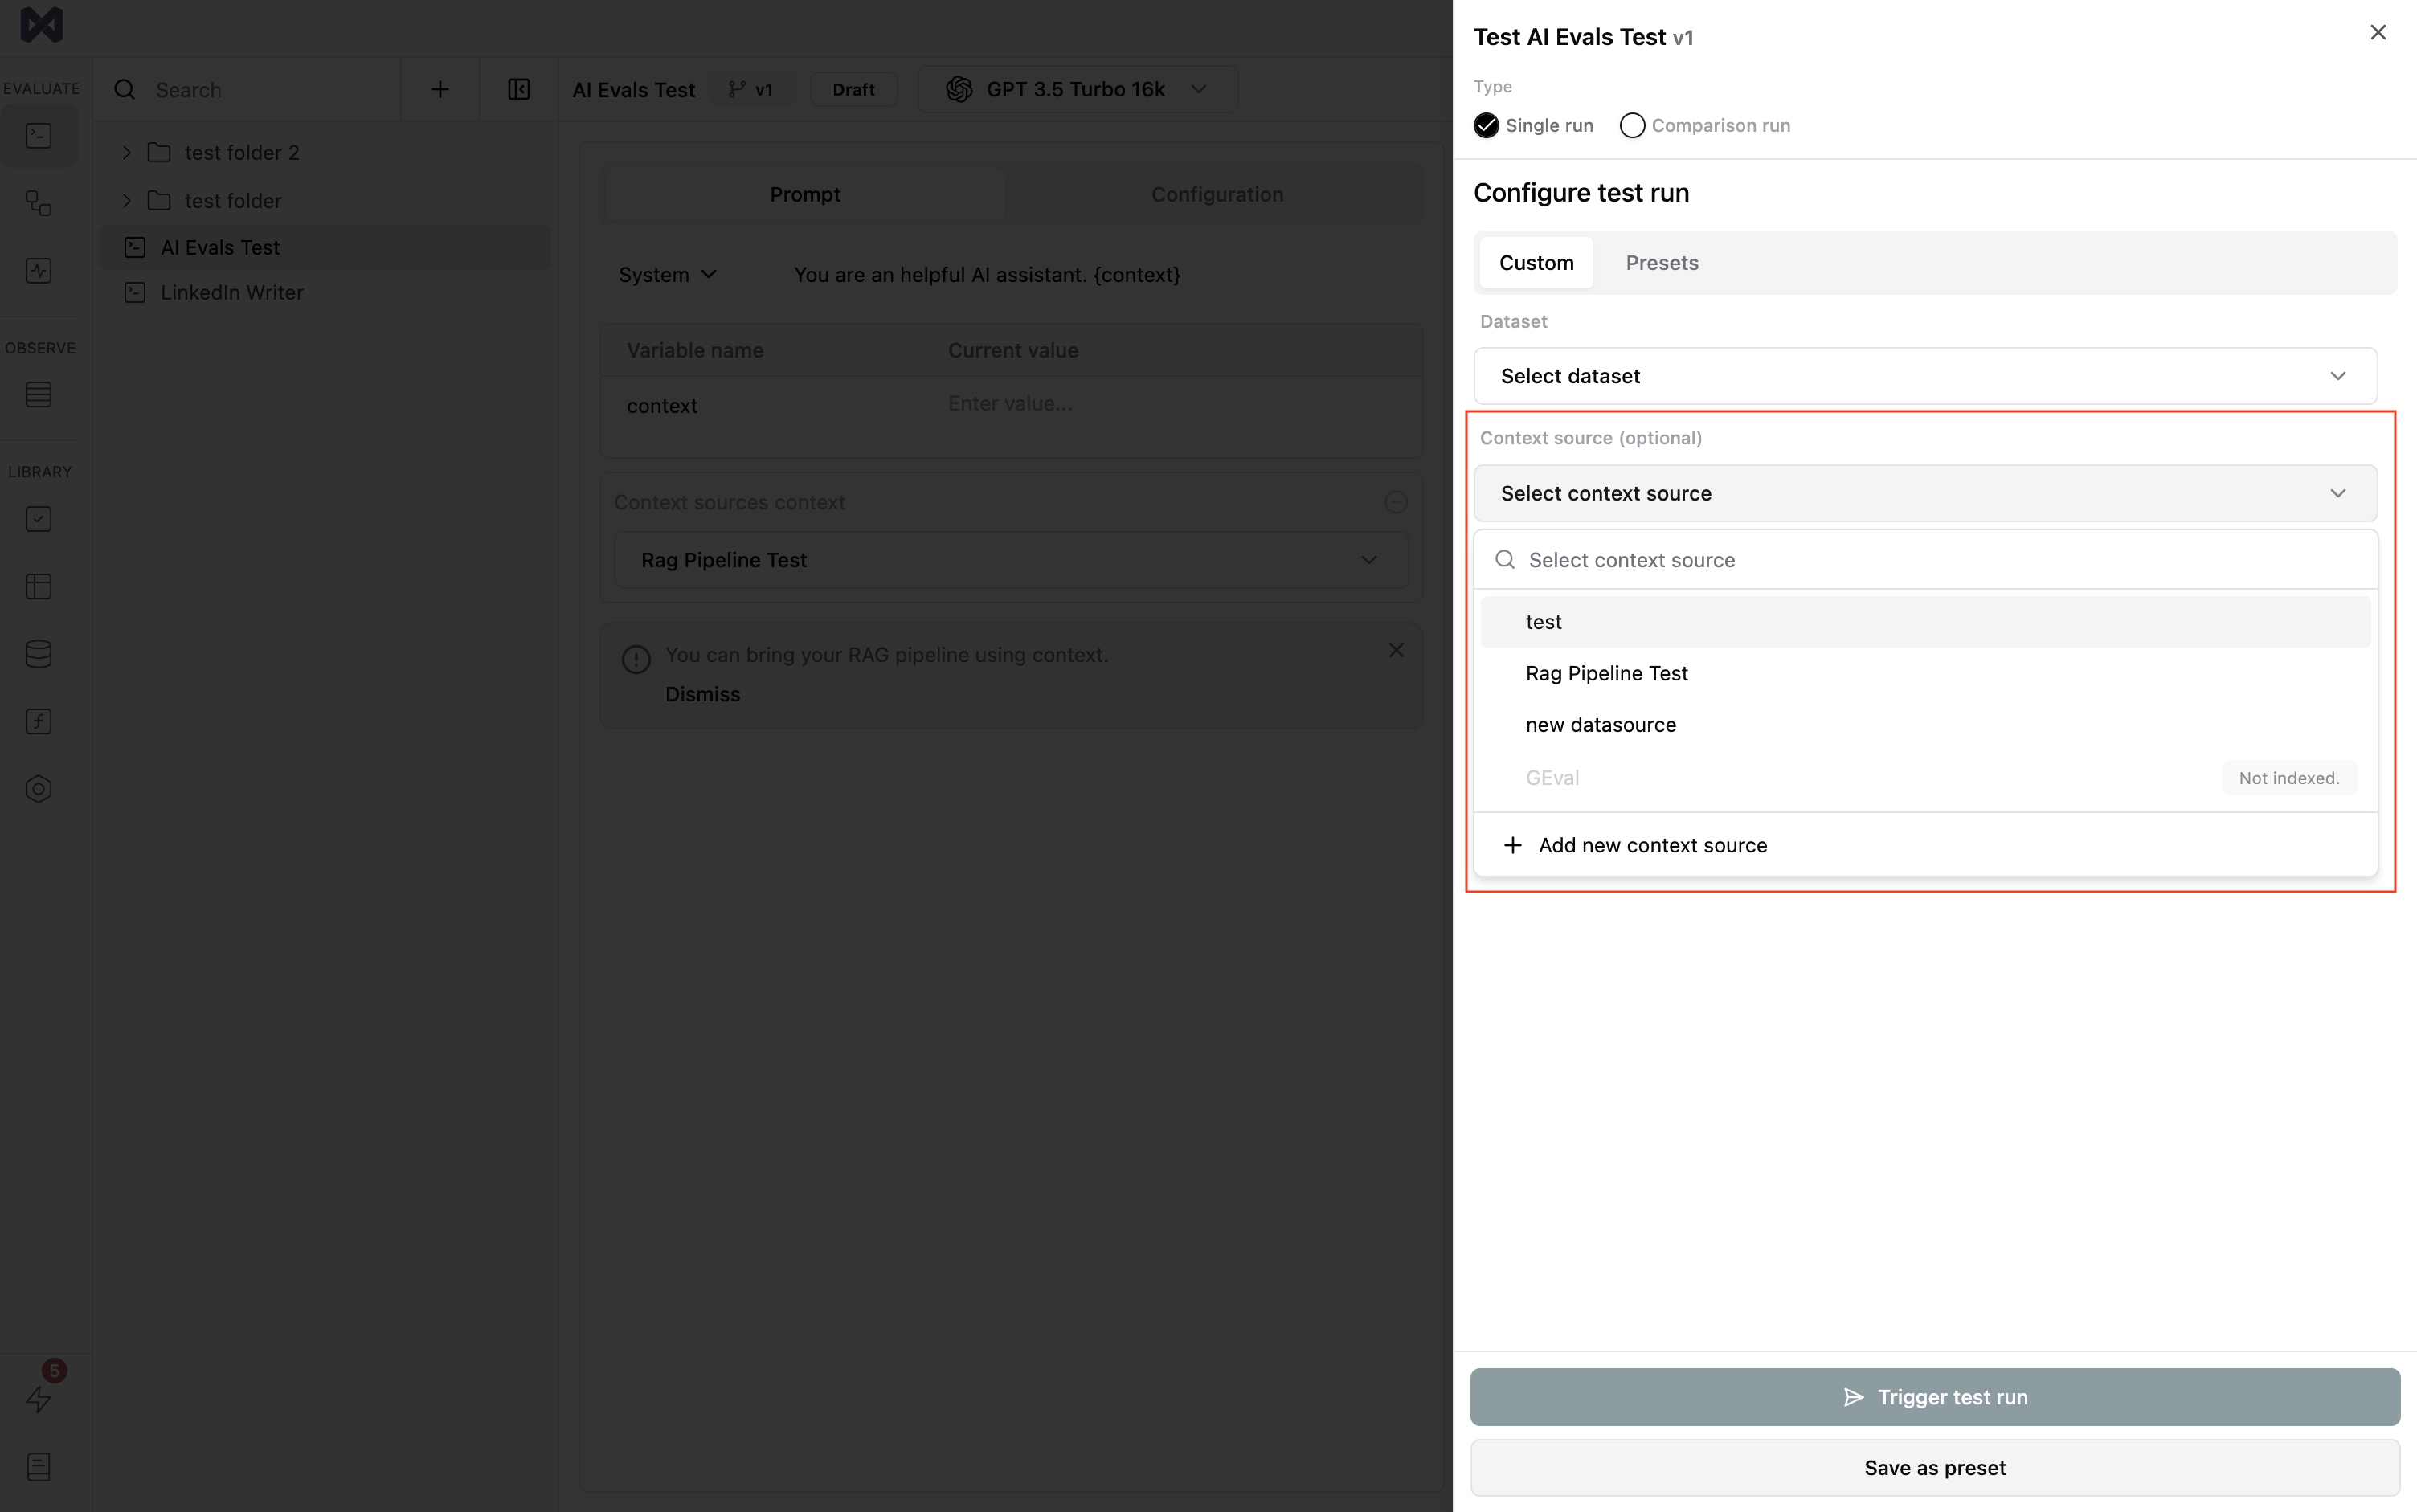 EVALUATE
Search
AI Evals Test
v1
Draft
GPT 3.5 Turbo 16k
test folder 2
test folder
AI Evals Test
LinkedIn Writer
OBSERVE
LIBRARY
5
Prompt
Configuration
System
You are an helpful AI assistant. {context}
Variable name
Current value
context
Enter value...
Context sources context
Rag Pipeline Test
You can bring your RAG pipeline using context.
Dismiss
Test AI Evals Test v1
Type
Single run
Comparison run
Configure test run
Custom
Presets
Dataset
Select dataset
Context source (optional)
Select context source
Select context source
test
Rag Pipeline Test
new datasource
GEval
Not indexed.
Add new context source
Trigger test run
Save as preset